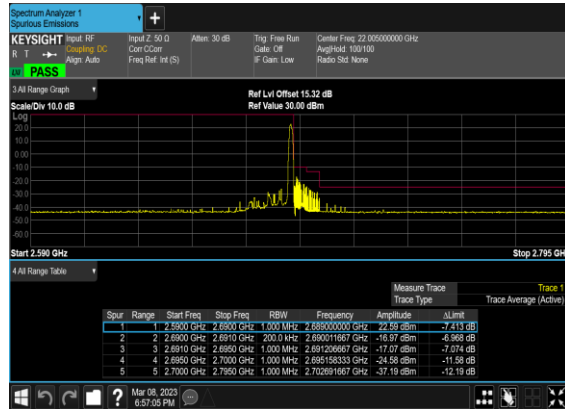 Spectrum Analyzer 1
Spurious Emissions
+
KEYSIGHT Input: RF Input Z: 50 Ω Atten: 30 dB Trig: Free Run Center Freq: 22.005000000 GHz
R T Coupling: DC Corr CCorr Gate: Off Avg|Hold: 100/100
Align: Auto Freq Ref: Int (S) IF Gain: Low Radio Std: None
PASS
3 All Range Graph
Ref Lvl Offset 15.32 dB
Scale/Div 10.0 dB Ref Value 30.00 dBm
Log
20.0
10.0
0.00
-10.0
-20.0
-30.0
-40.0
-50.0
-60.0
Start 2.590 GHz Stop 2.795 GH
4 All Range Table
Measure Trace Trace 1
Trace Type Trace Average (Active)
Spur Range Start Freq Stop Freq RBW Frequency Amplitude ΔLimit
1 1 2.5900 GHz 2.6900 GHz 1.000 MHz 2.689000000 GHz 22.59 dBm -7.413 dB
2 2 2.6900 GHz 2.6910 GHz 200.0 kHz 2.690011667 GHz -16.97 dBm -6.968 dB
3 3 2.6910 GHz 2.6950 GHz 1.000 MHz 2.691206667 GHz -17.07 dBm -7.074 dB
4 4 2.6950 GHz 2.7000 GHz 1.000 MHz 2.695158333 GHz -24.58 dBm -11.58 dB
5 5 2.7000 GHz 2.7950 GHz 1.000 MHz 2.702691667 GHz -37.19 dBm -12.19 dB
? Mar 08, 2023
6:57:05 PM